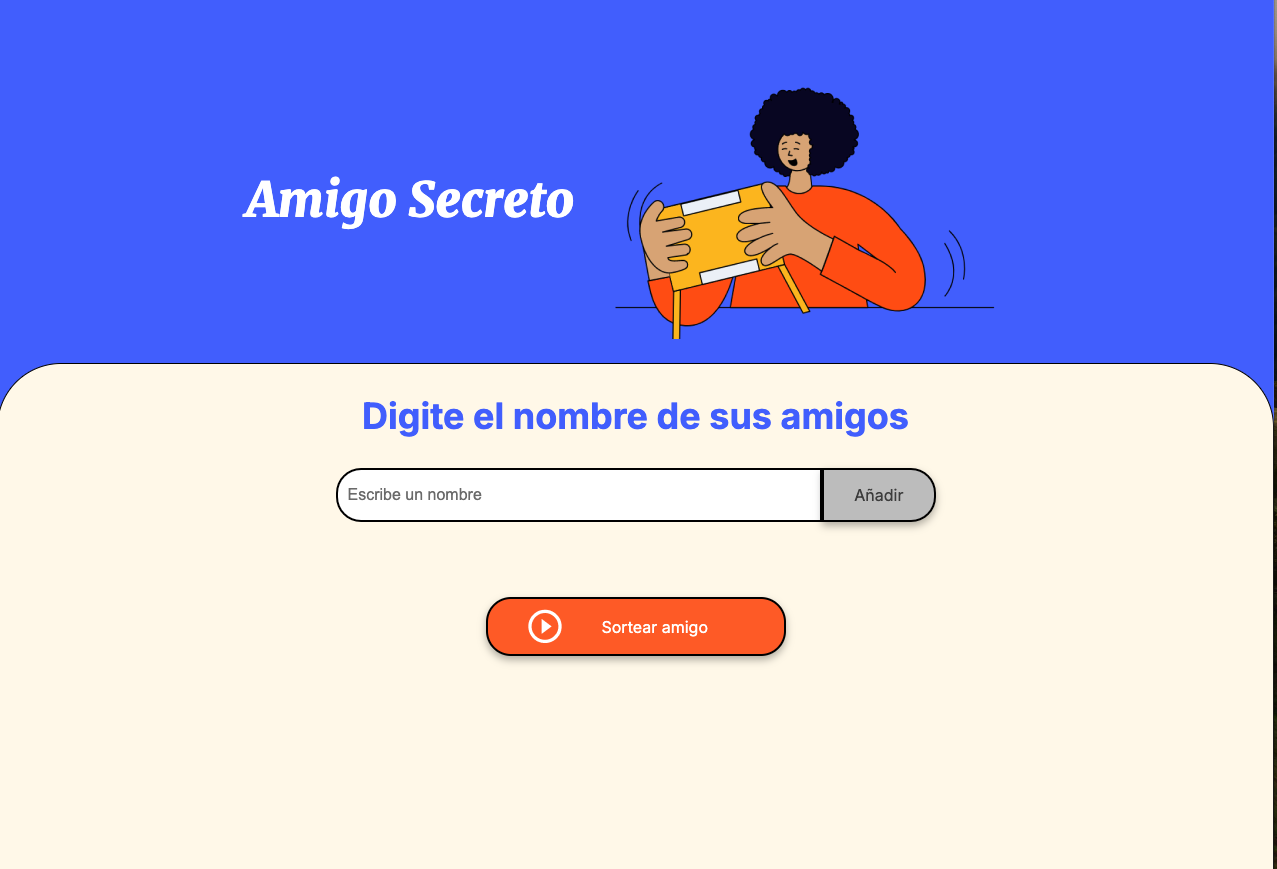 Amigo Secreto
Digite el nombre de sus amigos
Escribe un nombre
Añadir
Sortear amigo